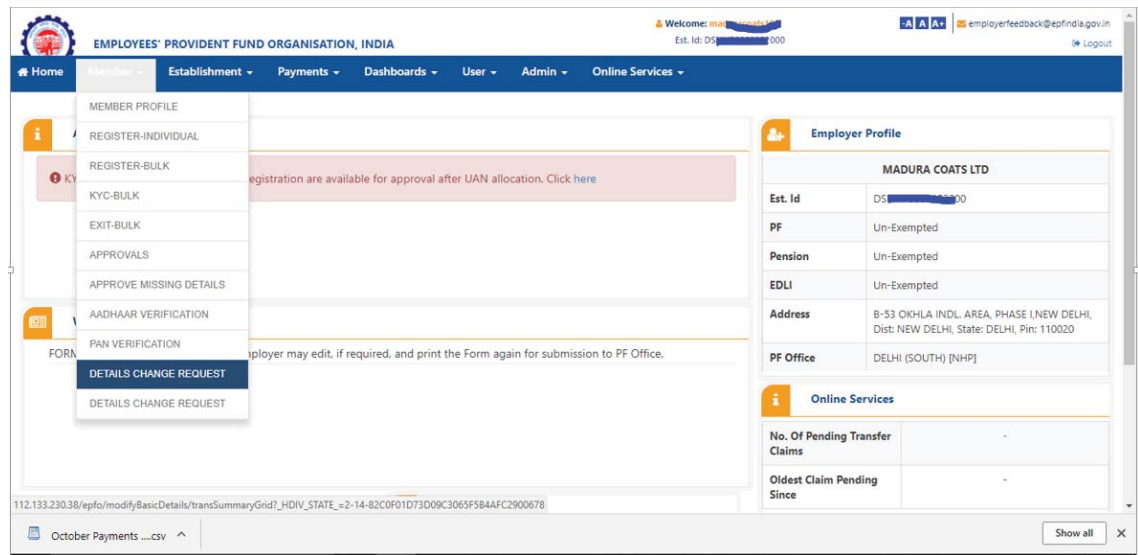 Welcome:
-A A A+ employerfeedback@epfindia.gov.in
EMPLOYEES' PROVIDENT FUND ORGANISATION, INDIA
Est. Id: DS 000
Logout
Home Member Establishment Payments Dashboards User Admin Online Services
MEMBER PROFILE
REGISTER-INDIVIDUAL
REGISTER-BULK
KYC-BULK
EXIT-BULK
APPROVALS
APPROVE MISSING DETAILS
AADHAAR VERIFICATION
PAN VERIFICATION
DETAILS CHANGE REQUEST
DETAILS CHANGE REQUEST
KY egistration are available for approval after UAN allocation. Click here
FORM ployer may edit, if required, and print the Form again for submission to PF Office.
Employer Profile
MADURA COATS LTD
Est. Id DS 00
PF Un-Exempted
Pension Un-Exempted
EDLI Un-Exempted
Address B-53 OKHLA INDL. AREA, PHASE I,NEW DELHI,
Dist: NEW DELHI, State: DELHI, Pin: 110020
PF Office DELHI (SOUTH) [NHP]
Online Services
No. Of Pending Transfer
Claims -
Oldest Claim Pending
Since -
112.133.230.38/epfo/modifyBasicDetails/transSummaryGrid?_HDIV_STATE_=2-14-82C0F01D73D09C3065F5B4AFC2900678
October Payments ....csv
Show all